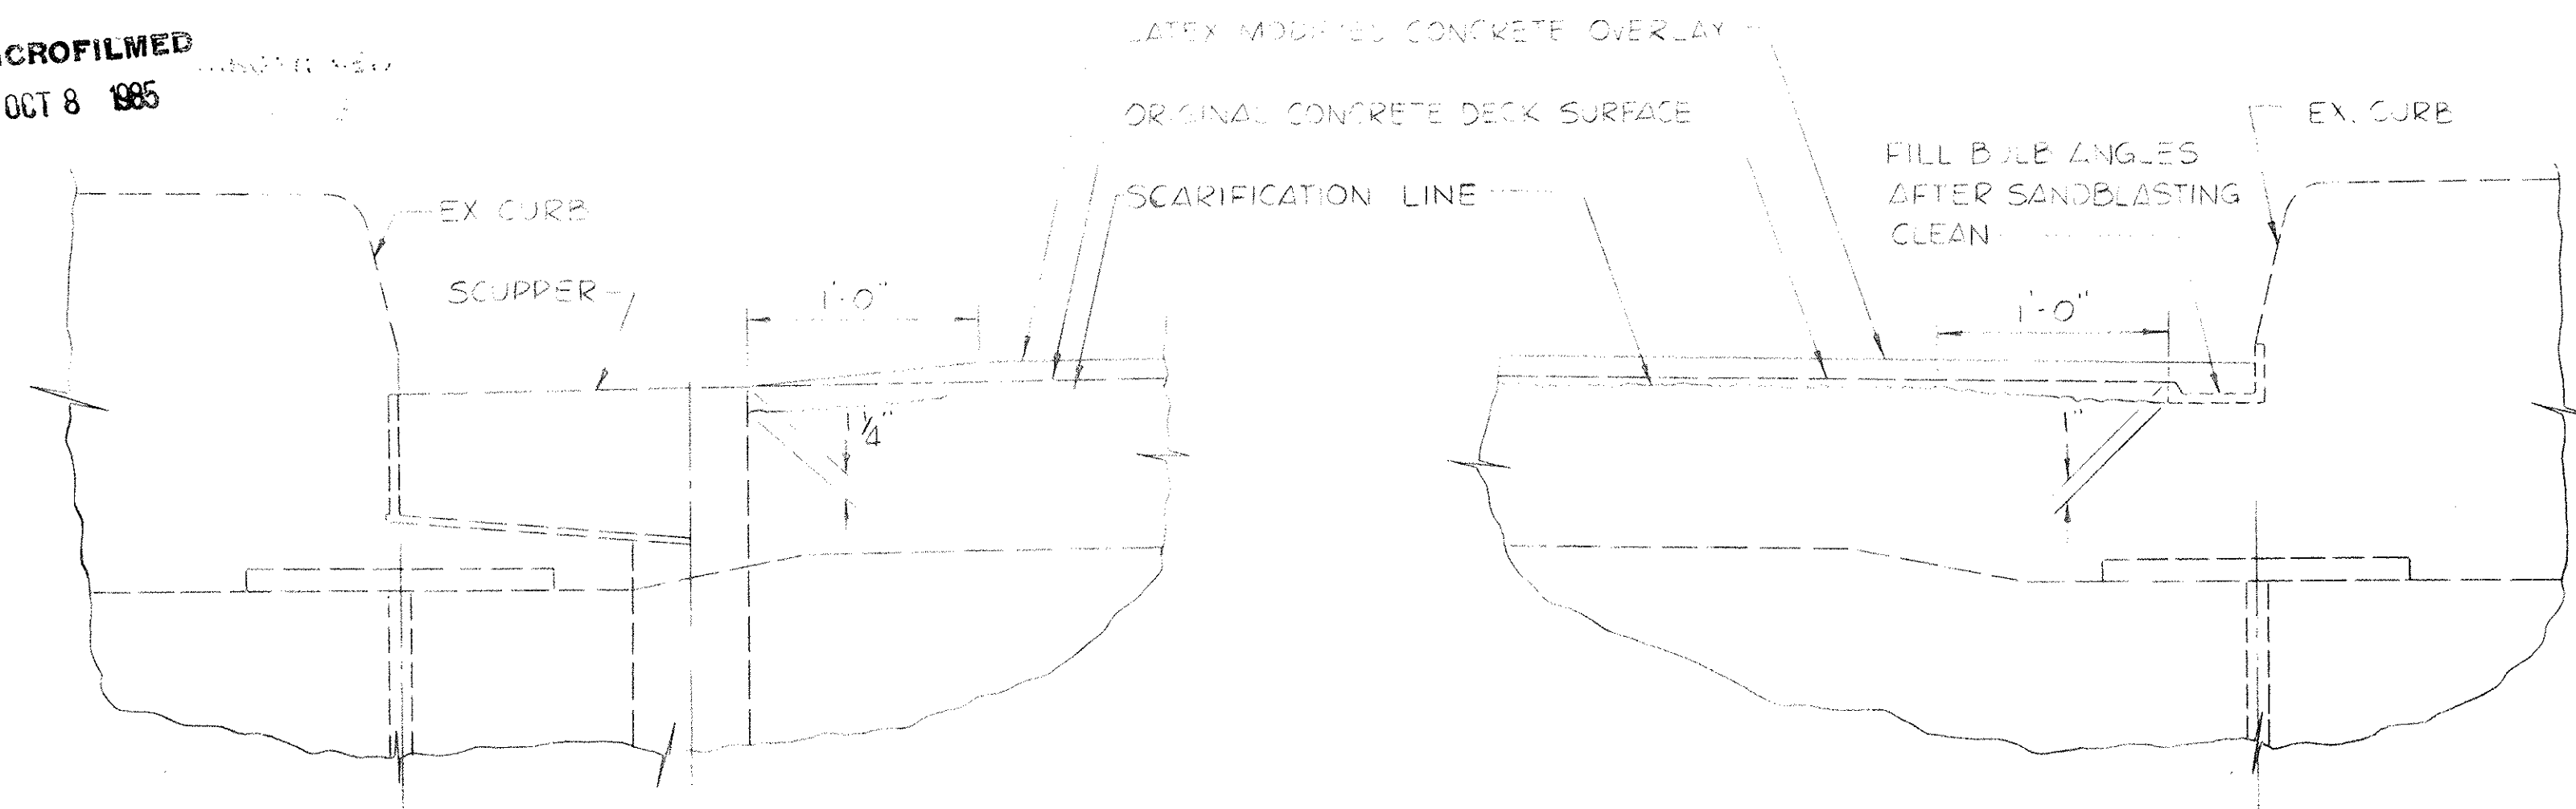 MICROFILMED
OCT 8 1985
LATEX MODIFIED CONCRETE OVERLAY
ORIGINAL CONCRETE DECK SURFACE
SCARIFICATION LINE
EX CURB
SCUPPER
1'-0"
1/4"
EX. CURB
FILL BULB ANGLES
AFTER SANDBLASTING
CLEAN
1'-0"